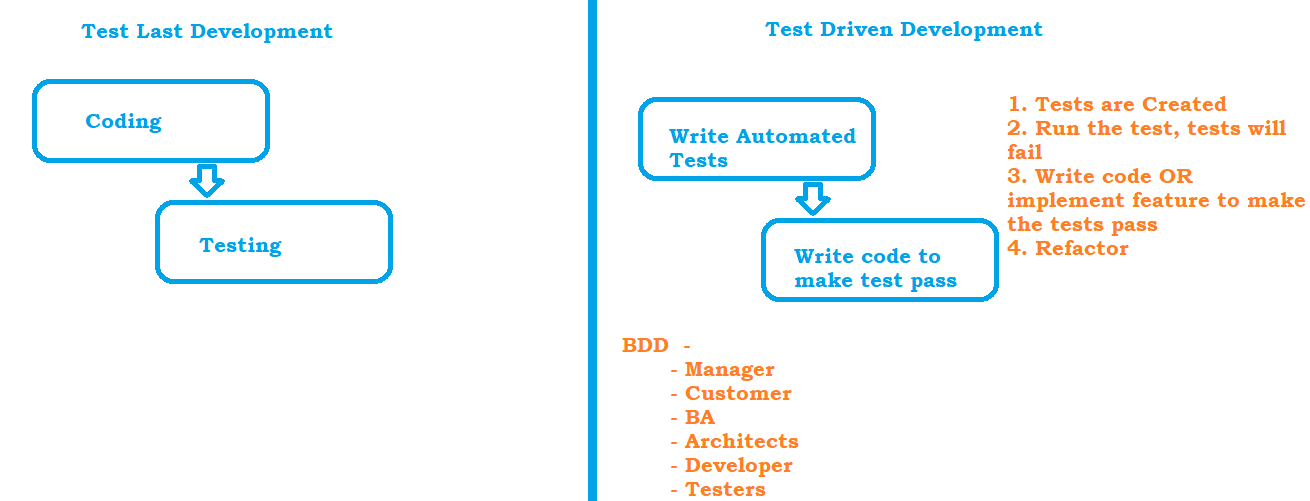 Test Last Development
Coding
Testing
Test Driven Development
Write Automated
Tests
Write code to
make test pass
1. Tests are Created
2. Run the test, tests will
fail
3. Write code OR
implement feature to make
the tests pass
4. Refactor
BDD -
- Manager
- Customer
- BA
- Architects
- Developer
- Testers